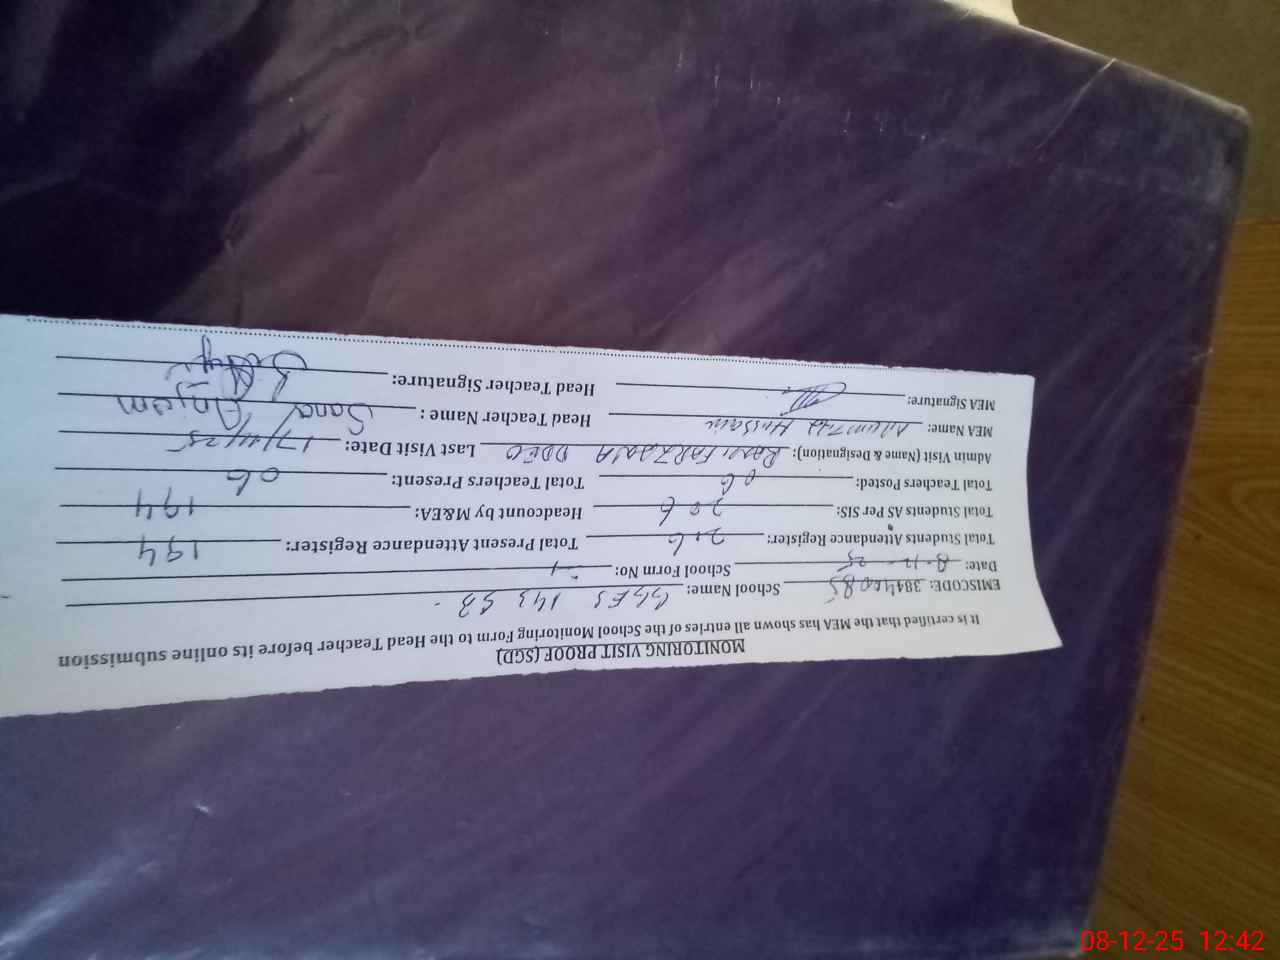 MONITORING VISIT PROOF (SGD)
It is certified that the MEA has shown all entries of the School Monitoring Form to the Head Teacher before its online submission
EMISCODE: 38440085 School Name: GGES 143 SB
Date: 8-12-25 School Form No:
Total Students Attendance Register: 206 Total Present Attendance Register: 194
Total Students AS Per SIS: 206 Headcount by M&EA: 194
Total Teachers Posted: 06 Total Teachers Present: 06
Admin Visit (Name & Designation): FARZANA DDEO Last Visit Date: 17/11/25
MEA Name: Mumtaz Hussain Head Teacher Name: Sana Anjum
MEA Signature: Head Teacher Signature:
08-12-25 12:42